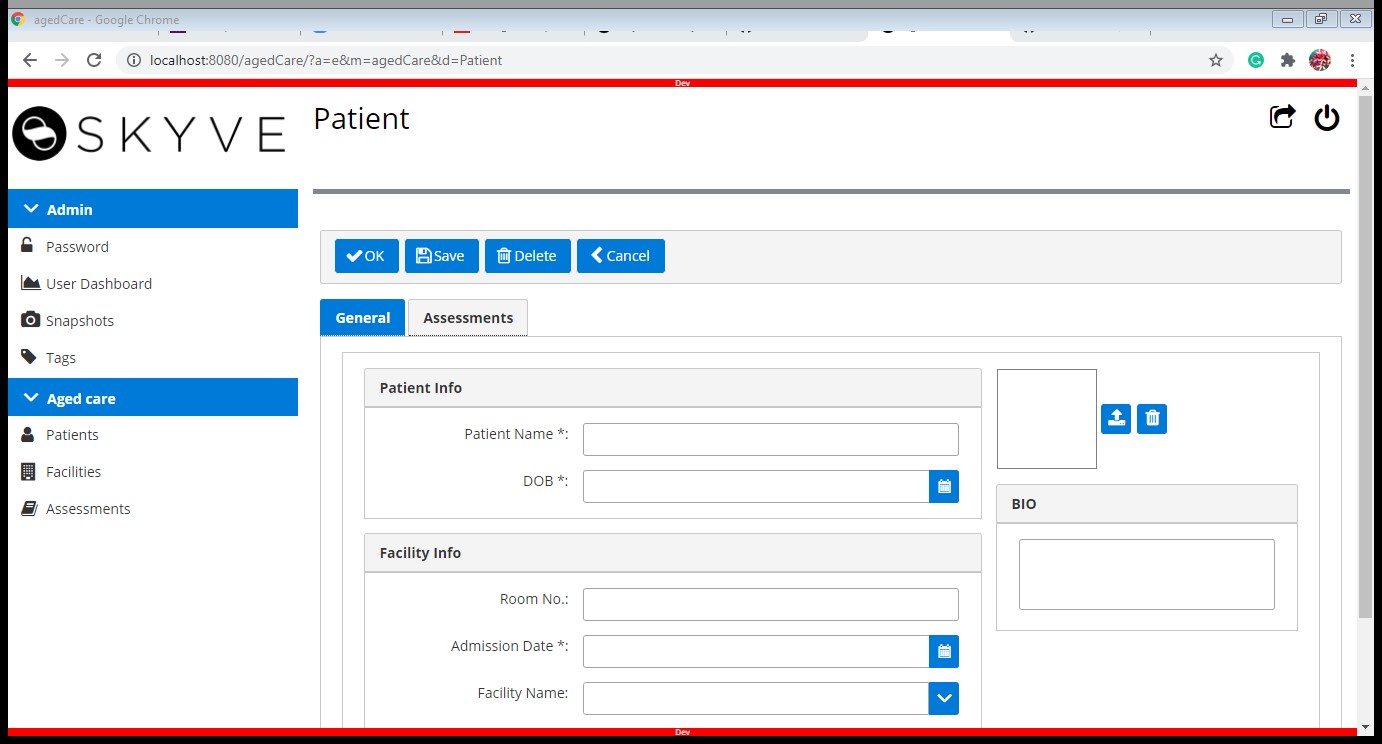 agedCare - Google Chrome
localhost:8080/agedCare/?a=e&m=agedCare&d=Patient
Dev
SKYVE
Patient
Admin
Password
User Dashboard
Snapshots
Tags
Aged care
Patients
Facilities
Assessments
OK Save Delete Cancel
General Assessments
Patient Info
Patient Name *:
DOB *:
BIO
Facility Info
Room No.:
Admission Date *:
Facility Name:
Dev